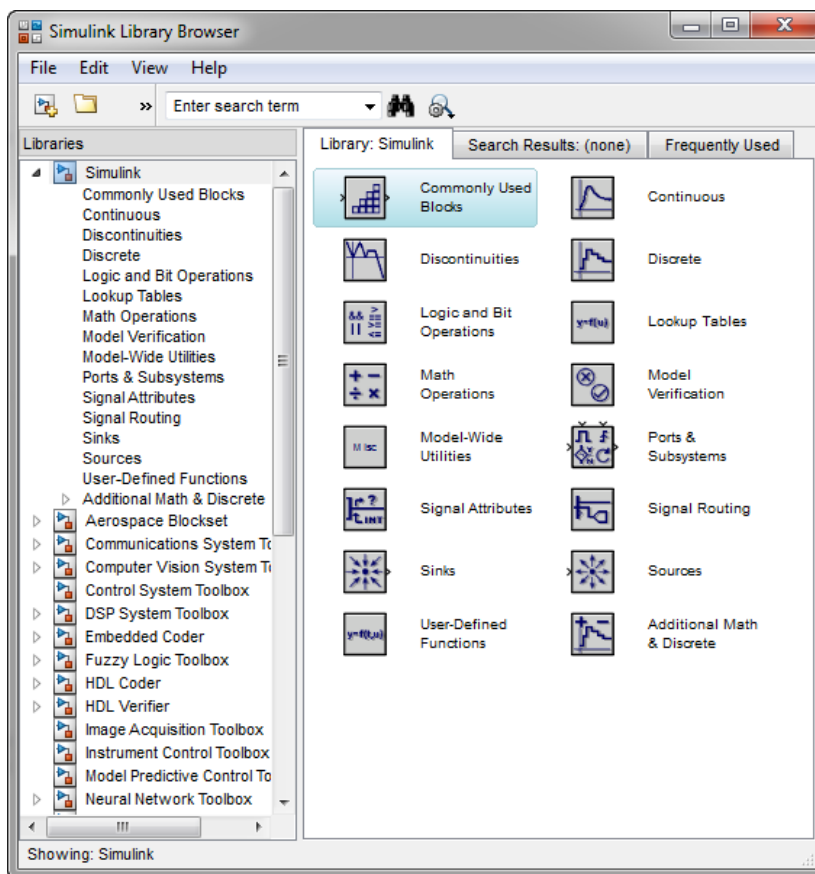 Simulink Library Browser
File Edit View Help
» Enter search term
Libraries
Library: Simulink Search Results: (none) Frequently Used
Simulink
Commonly Used Blocks
Continuous
Discontinuities
Discrete
Logic and Bit Operations
Lookup Tables
Math Operations
Model Verification
Model-Wide Utilities
Ports & Subsystems
Signal Attributes
Signal Routing
Sinks
Sources
User-Defined Functions
Additional Math & Discrete
Aerospace Blockset
Communications System To
Computer Vision System T
Control System Toolbox
DSP System Toolbox
Embedded Coder
Fuzzy Logic Toolbox
HDL Coder
HDL Verifier
Image Acquisition Toolbox
Instrument Control Toolbox
Model Predictive Control To
Neural Network Toolbox
Commonly Used
Blocks
Continuous
Discontinuities
Discrete
&& >
|| ==
>=
<=
Logic and Bit
Operations
y=f(u)
Lookup Tables
+ −
÷ ×
Math
Operations
Model
Verification
Misc
Model-Wide
Utilities
Ports &
Subsystems
?
INT
Signal Attributes
Signal Routing
Sinks
Sources
y=f(t,u)
User-Defined
Functions
Additional Math
& Discrete
Showing: Simulink